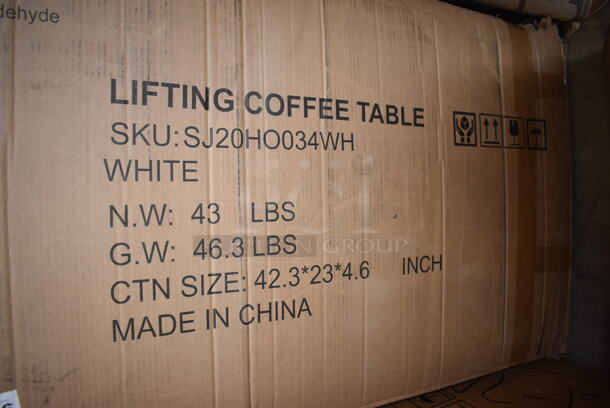 dehyde
LIFTING COFFEE TABLE
SKU: SJ20HO034WH
WHITE
N.W: 43 LBS
G.W: 46.3 LBS
CTN SIZE: 42.3*23*4.6 INCH
MADE IN CHINA
GROUP